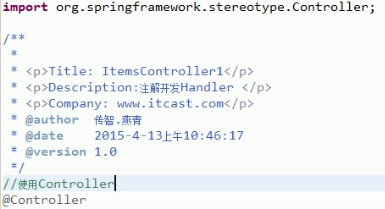 import org.springframework.stereotype.Controller;
/**
 *
 * <p>Title: ItemsController1</p>
 * <p>Description:注解开发Handler </p>
 * <p>Company: www.itcast.com</p>
 * @author  传智.燕青
 * @date    2015-4-13上午10:46:17
 * @version 1.0
 */
//使用Controller
@Controller